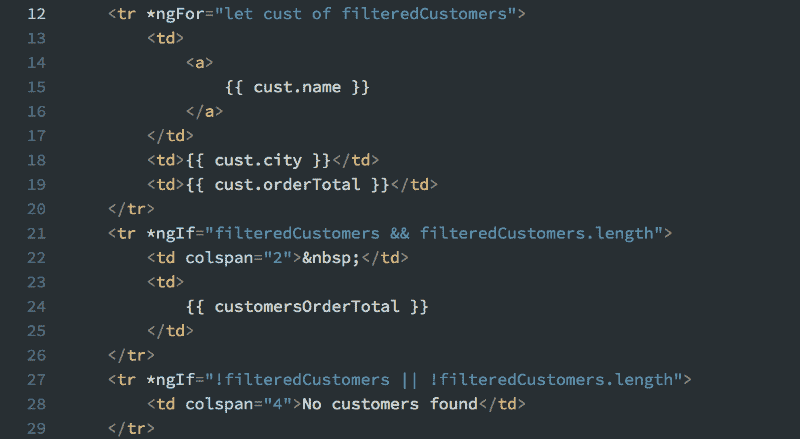 12 <tr *ngFor="let cust of filteredCustomers">
13 <td>
14 <a>
15 {{ cust.name }}
16 </a>
17 </td>
18 <td>{{ cust.city }}</td>
19 <td>{{ cust.orderTotal }}</td>
20 </tr>
21 <tr *ngIf="filteredCustomers && filteredCustomers.length">
22 <td colspan="2">&nbsp;</td>
23 <td>
24 {{ customersOrderTotal }}
25 </td>
26 </tr>
27 <tr *ngIf="!filteredCustomers || !filteredCustomers.length">
28 <td colspan="4">No customers found</td>
29 </tr>